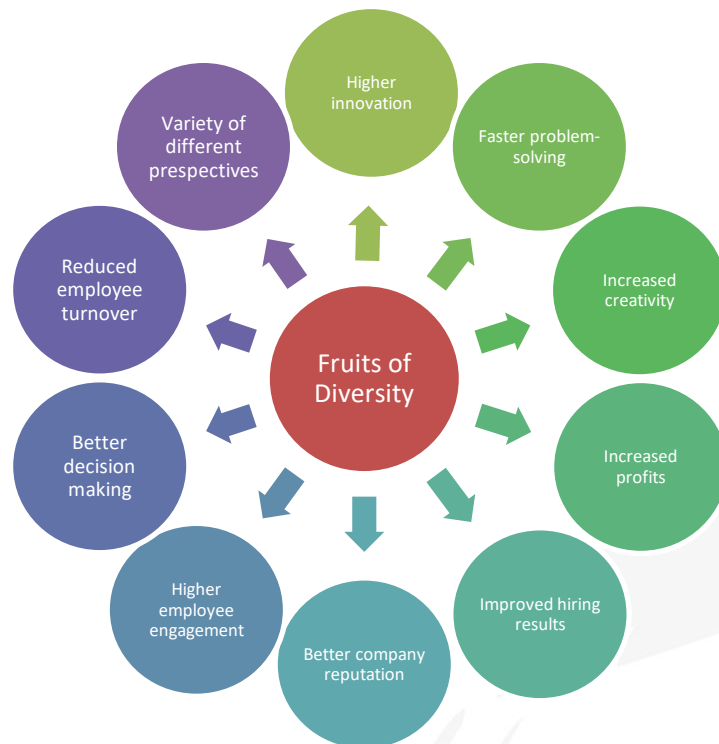 Higher
innovation
Faster problem-
solving
Increased
creativity
Increased
profits
Improved hiring
results
Better company
reputation
Higher
employee
engagement
Better
decision
making
Reduced
employee
turnover
Variety of
different
prespectives
Fruits of
Diversity